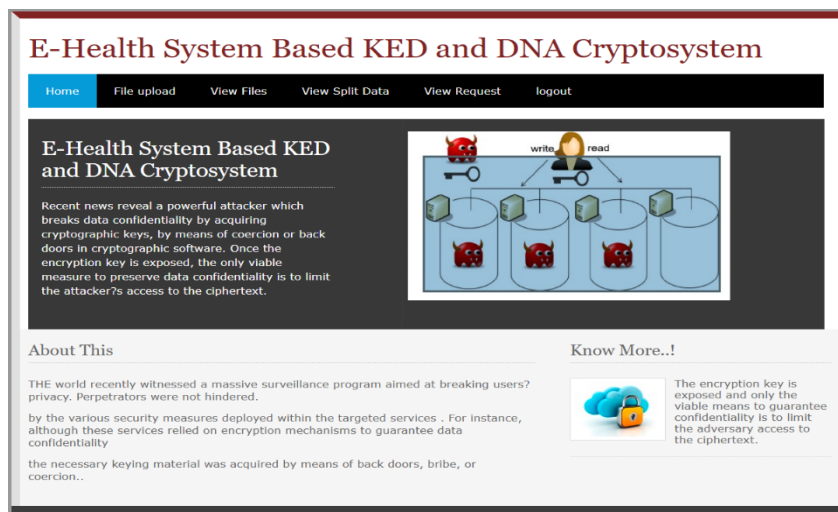 E-Health System Based KED and DNA Cryptosystem
Home File upload View Files View Split Data View Request logout
E-Health System Based KED
and DNA Cryptosystem
Recent news reveal a powerful attacker which
breaks data confidentiality by acquiring
cryptographic keys, by means of coercion or back
doors in cryptographic software. Once the
encryption key is exposed, the only viable
measure to preserve data confidentiality is to limit
the attacker?s access to the ciphertext.
write read
About This
THE world recently witnessed a massive surveillance program aimed at breaking users?
privacy. Perpetrators were not hindered.
by the various security measures deployed within the targeted services . For instance,
although these services relied on encryption mechanisms to guarantee data
confidentiality
the necessary keying material was acquired by means of back doors, bribe, or
coercion..
Know More..!
The encryption key is
exposed and only the
viable means to guarantee
confidentiality is to limit
the adversary access to
the ciphertext.